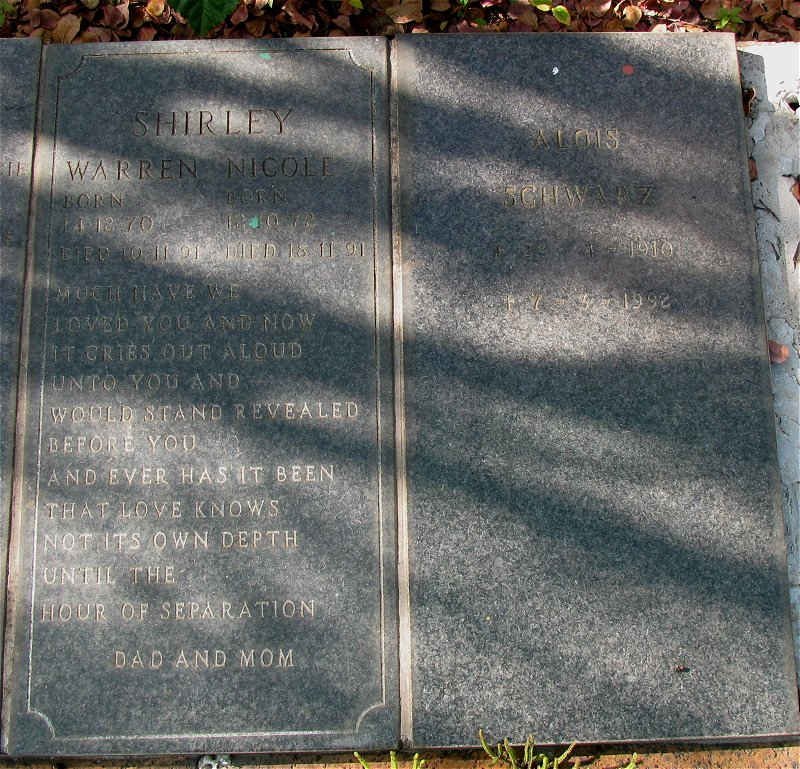 SHIRLEY
WARREN NICOLE
BORN BORN
14·12·70 12·10·72
DIED 10·11·91 DIED 18·11·91
MUCH HAVE WE
LOVED YOU AND NOW
IT CRIES OUT ALOUD
UNTO YOU AND
WOULD STAND REVEALED
BEFORE YOU
AND EVER HAS IT BEEN
THAT LOVE KNOWS
NOT ITS OWN DEPTH
UNTIL THE
HOUR OF SEPARATION
DAD AND MOM
ALOIS
SCHWARZ
1910
1992